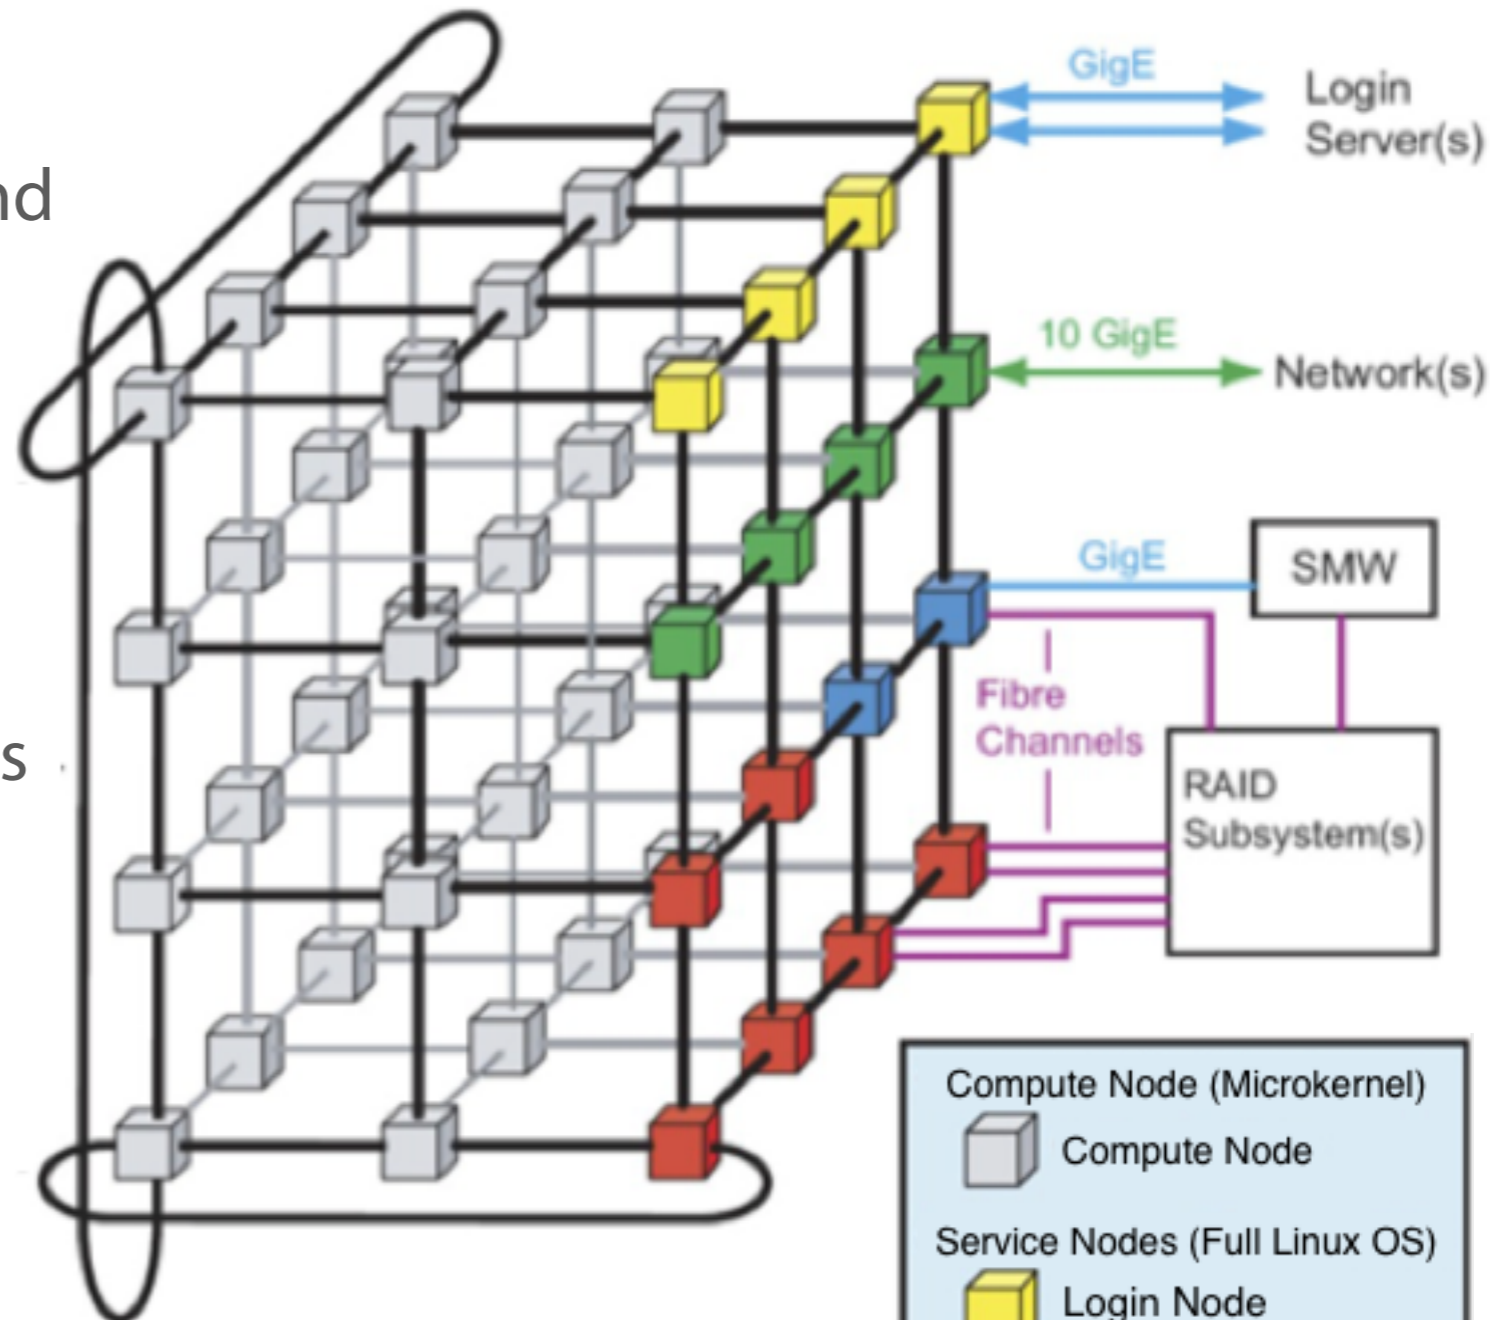 nd
s
GigE
Login
Server(s)
10 GigE
Network(s)
GigE
SMW
Fibre
Channels
RAID
Subsystem(s)
Compute Node (Microkernel)
Compute Node
Service Nodes (Full Linux OS)
Login Node